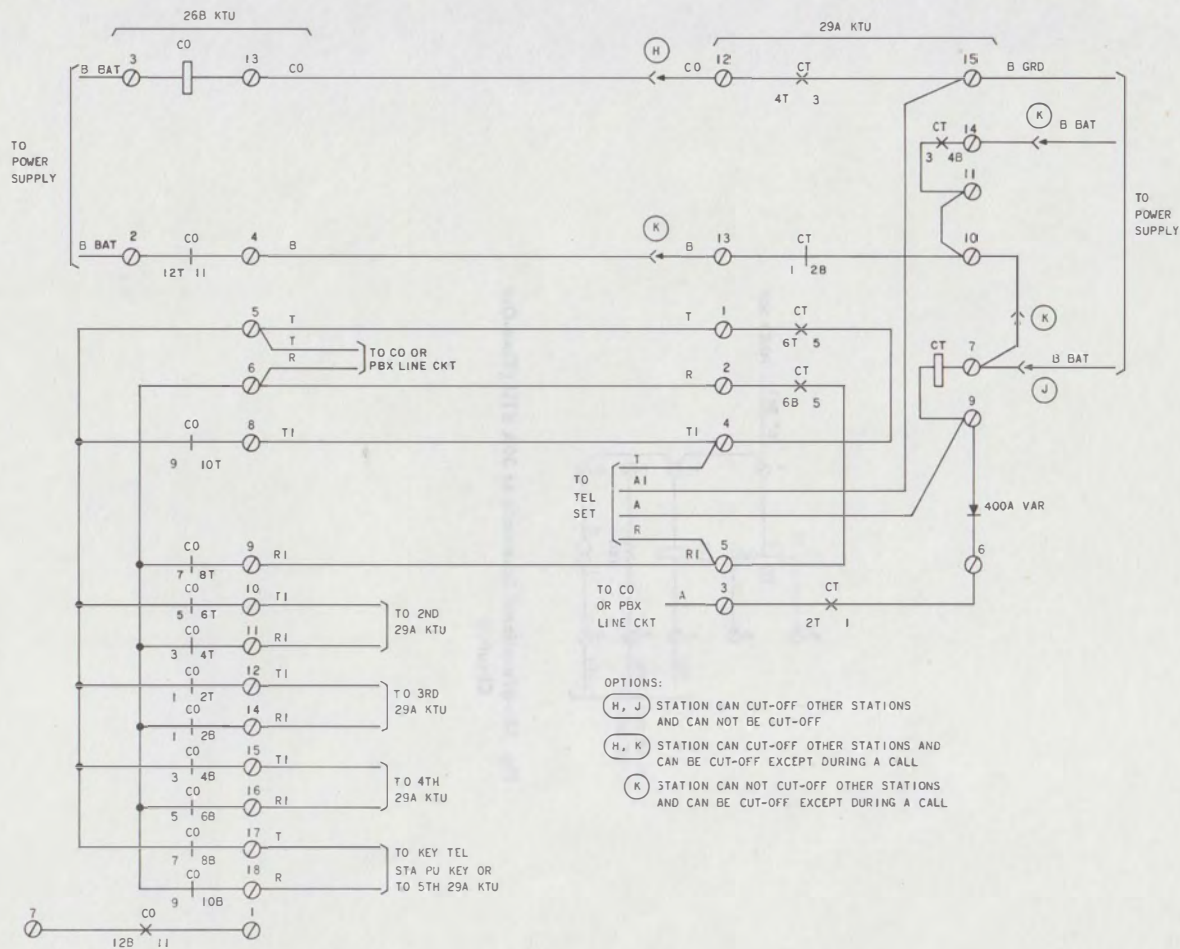 26B KTU
29A KTU
CO
H
3
13
12
CT
15
B BAT
CO
CO
B GRD
4T 3
K
TO
POWER
SUPPLY
CT
14
B BAT
3 4B
11
TO
POWER
SUPPLY
K
2
CO
4
13
CT
10
B BAT
B
B
12T 11
1 2B
5
T
T
1
CT
K
T
R
TO CO OR
PBX LINE CKT
6T 5
CT
7
6
R
2
CT
B BAT
6B 5
J
9
CO
8
T1
T1
4
9 10T
TO
TEL
SET
T
A1
A
R
400A VAR
CO
9
R1
R1
5
6
7 8T
CO
10
T1
TO CO
OR PBX
LINE CKT
A
3
CT
5 6T
2T 1
TO 2ND
29A KTU
CO
11
R1
3 4T
CO
12
T1
1 2T
TO 3RD
29A KTU
CO
14
R1
1 2B
CO
15
T1
3 4B
TO 4TH
29A KTU
CO
16
R1
5 6B
CO
17
T
7 8B
TO KEY TEL
STA PU KEY OR
TO 5TH 29A KTU
CO
18
R
9 10B
7
CO
1
12B 11
OPTIONS:
H, J STATION CAN CUT-OFF OTHER STATIONS
AND CAN NOT BE CUT-OFF
H, K STATION CAN CUT-OFF OTHER STATIONS AND
CAN BE CUT-OFF EXCEPT DURING A CALL
K STATION CAN NOT CUT-OFF OTHER STATIONS
AND CAN BE CUT-OFF EXCEPT DURING A CALL